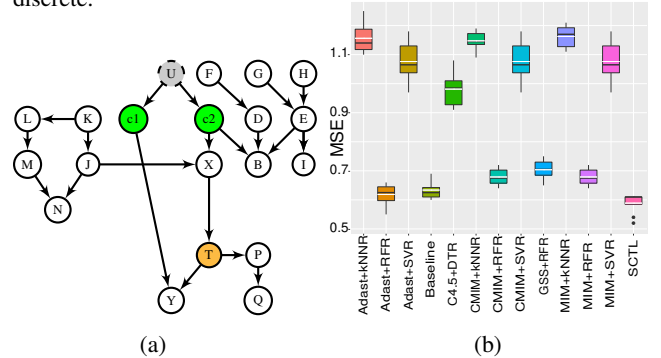 discrete.
U
F
G
H
L
K
c1
c2
D
E
M
J
X
B
I
N
T
P
Y
Q
(a)
MSE
1.1
0.9
0.7
0.5
Adast+kNNR
Adast+RFR
Adast+SVR
Baseline
C4.5+DTR
CMIM+kNNR
CMIM+RFR
CMIM+SVR
GSS+RFR
MIM+kNNR
MIM+RFR
MIM+SVR
SCTL
(b)